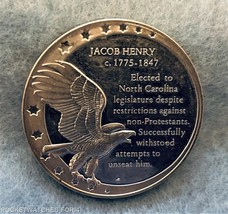 JACOB HENRY
c. 1775-1847
Elected to
North Carolina
legislature despite
restrictions against
non-Protestants.
Successfully
withstood
attempts to
unseat him.